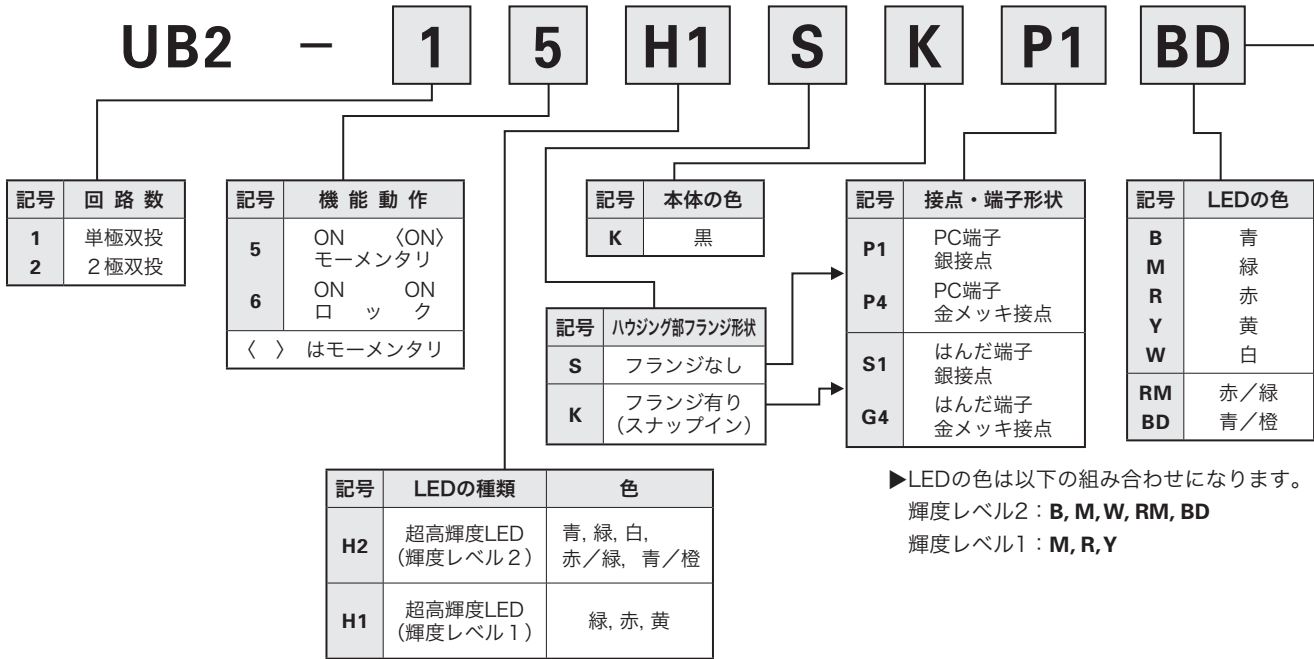 UB2 − 1 5 H1 S K P1 BD
記号 回路数
1 単極双投
2 2極双投
記号 機能動作
5 ON 〈ON〉
モーメンタリ
6 ON ON
ロック
〈 〉 はモーメンタリ
記号 本体の色
K 黒
記号 ハウジング部フランジ形状
S フランジなし
K フランジ有り
(スナップイン)
記号 接点・端子形状
P1 PC端子
銀接点
P4 PC端子
金メッキ接点
S1 はんだ端子
銀接点
G4 はんだ端子
金メッキ接点
記号 LEDの色
B 青
M 緑
R 赤
Y 黄
W 白
RM 赤/緑
BD 青/橙
記号 LEDの種類 色
H2 超高輝度LED
(輝度レベル2)
青, 緑, 白,
赤/緑, 青/橙
H1 超高輝度LED
(輝度レベル1)
緑, 赤, 黄
▶LEDの色は以下の組み合わせになります。
輝度レベル2:B, M, W, RM, BD
輝度レベル1:M, R, Y